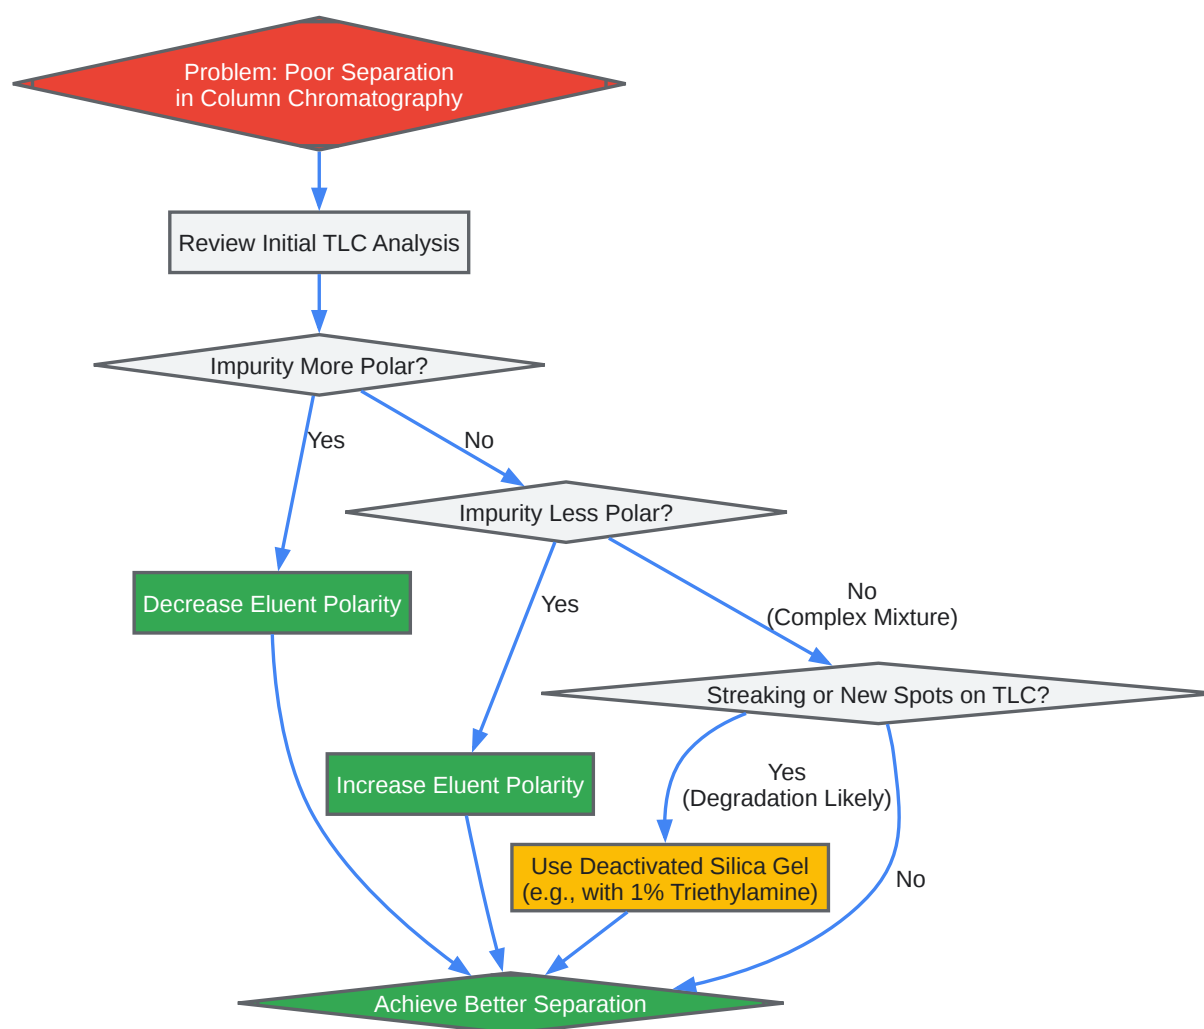 Problem: Poor Separation
in Column Chromatography
Review Initial TLC Analysis
Impurity More Polar?
Yes
No
Impurity Less Polar?
Decrease Eluent Polarity
Yes
No
(Complex Mixture)
Streaking or New Spots on TLC?
Increase Eluent Polarity
Yes
(Degradation Likely)
Use Deactivated Silica Gel
(e.g., with 1% Triethylamine)
No
Achieve Better Separation